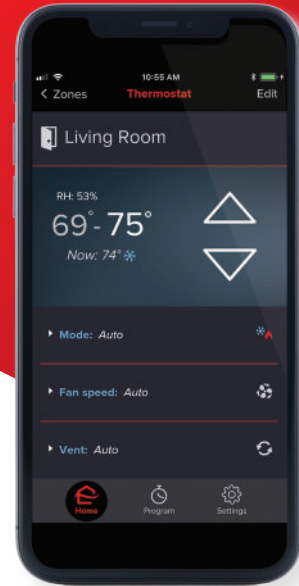 10:55 AM
Zones
Thermostat
Edit
Living Room
RH: 53%
69° - 75°
Now: 74°
Mode: Auto
Fan speed: Auto
Vent: Auto
Home
Program
Settings